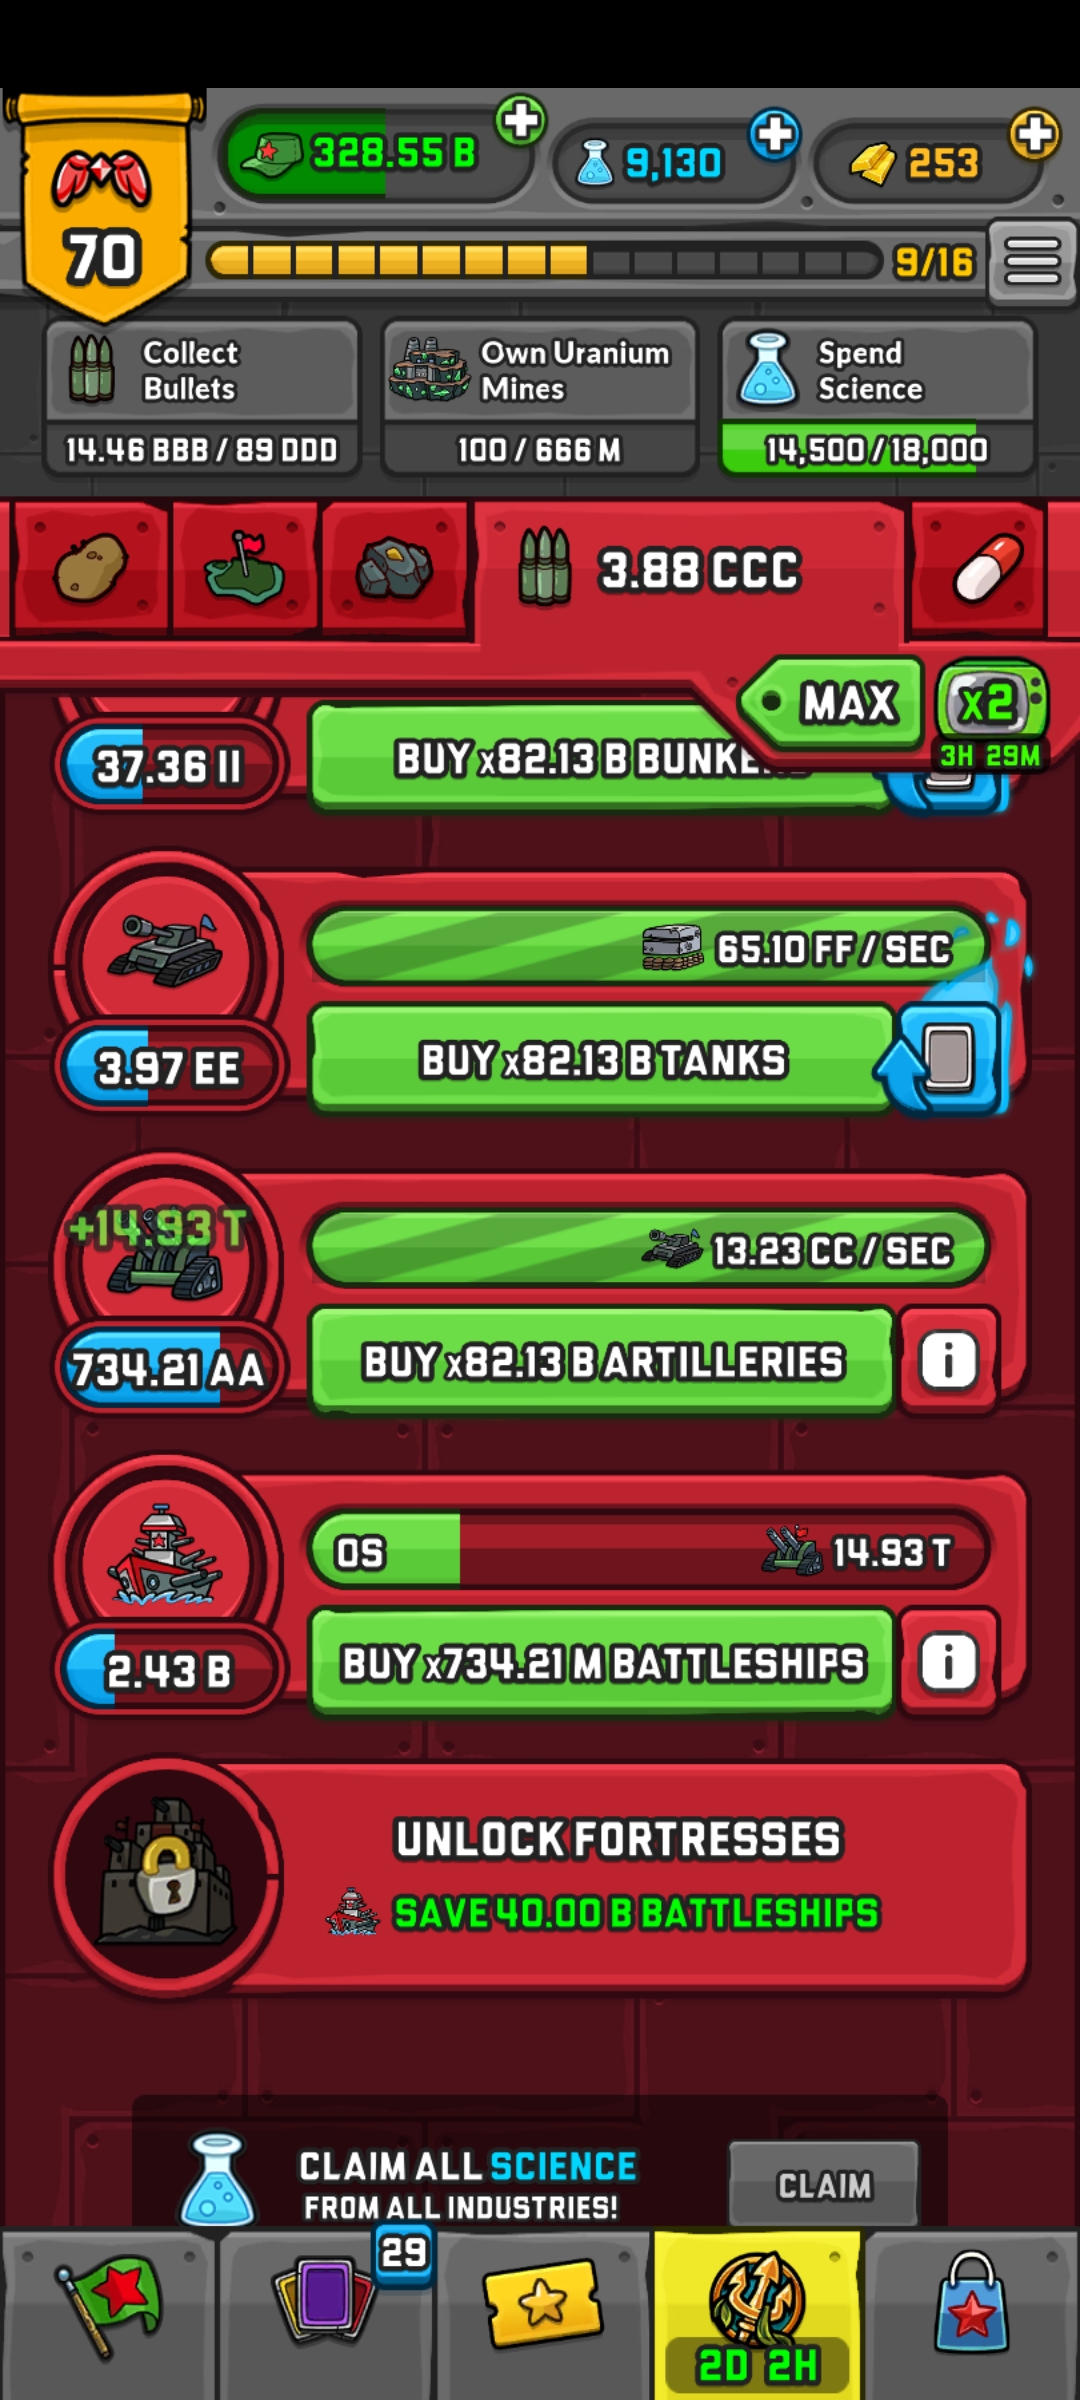 328.55 B
9,130
253
70
9/16
Collect
Bullets
14.46 BBB / 89 DDD
Own Uranium
Mines
100 / 666 M
Spend
Science
14,500/18,000
3.88 CCC
MAX
x2
3H 29M
37.36 II
BUY x82.13 B
65.10 FF / SEC
3.97 EE
BUY x82.13 B TANKS
+14.93 T
13.23 CC / SEC
734.21 AA
BUY x82.13 B ARTILLERIES
i
0S
14.93 T
2.43 B
BUY x734.21 M BATTLESHIPS
i
UNLOCK FORTRESSES
SAVE 40.00 B BATTLESHIPS
CLAIM ALL SCIENCE
FROM ALL INDUSTRIES!
CLAIM
29
2D 2H